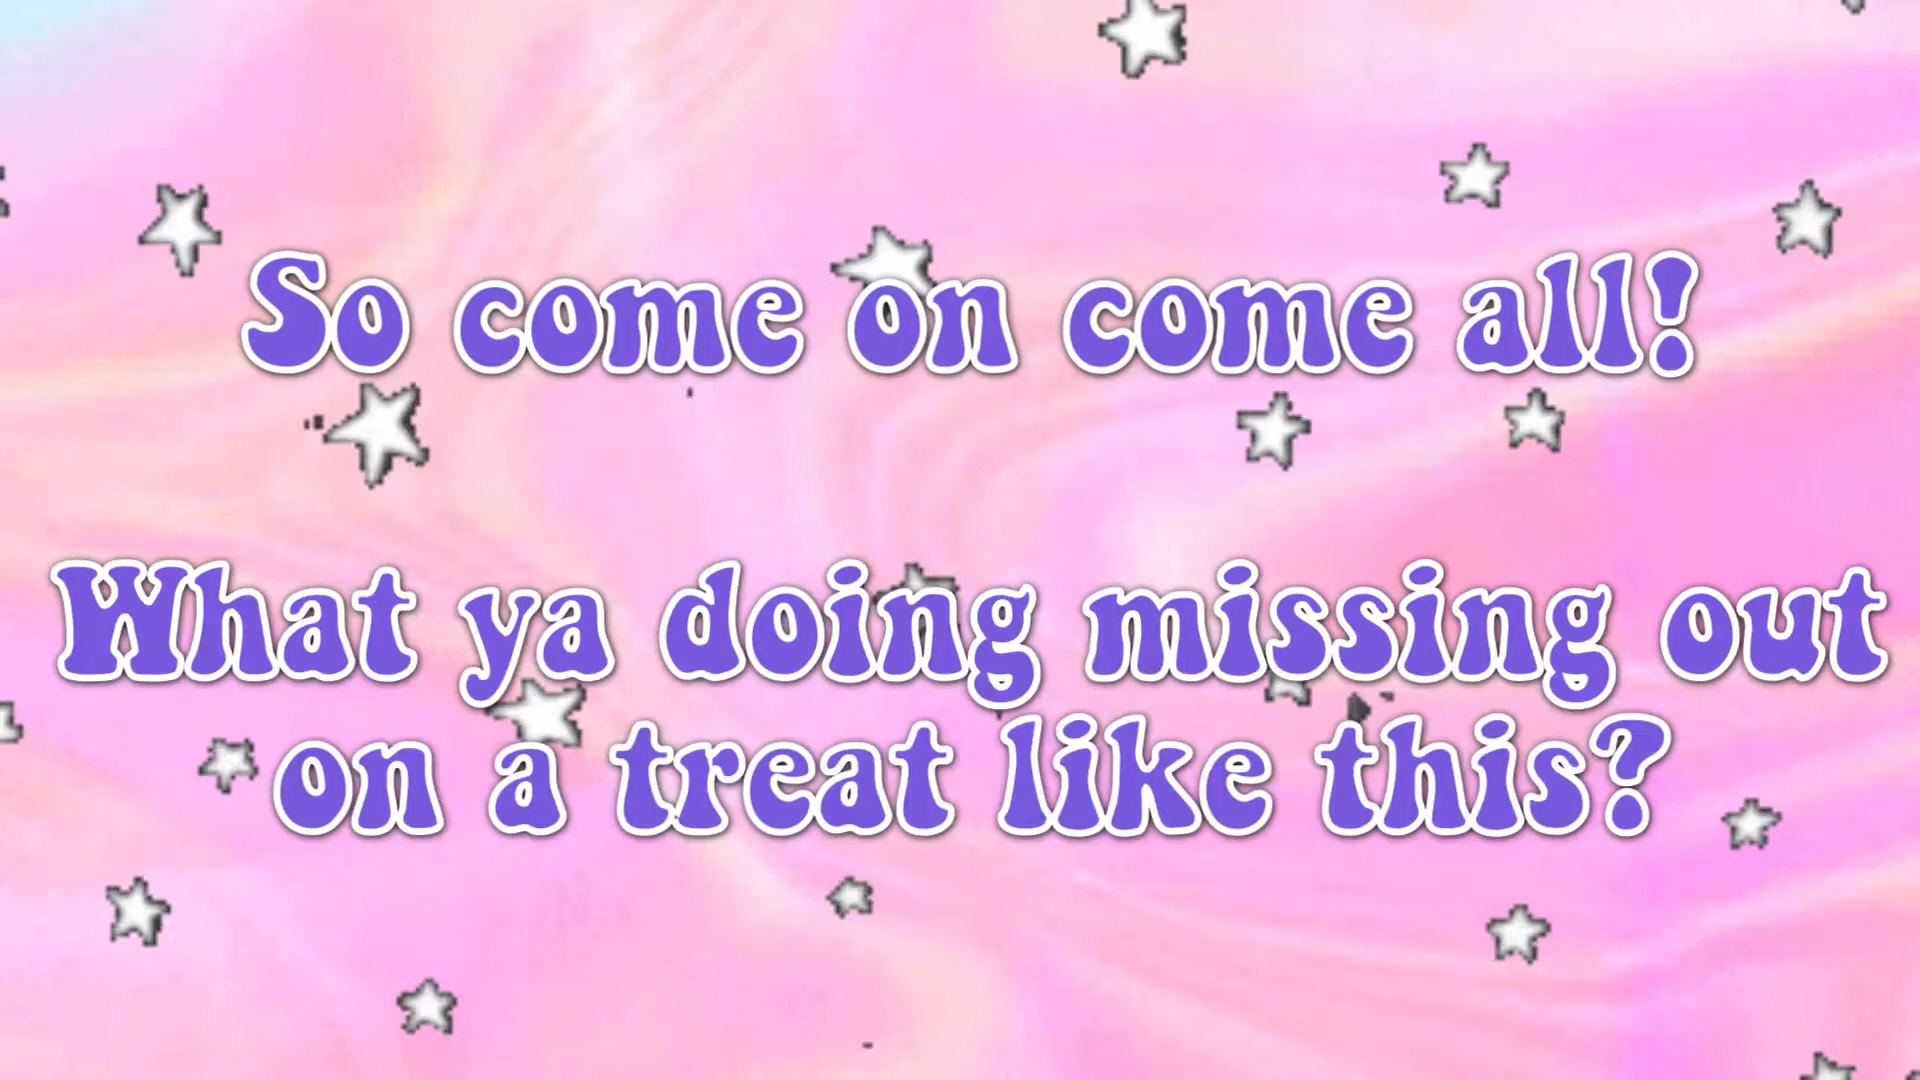 So come on come all!
What ya doing missing out
on a treat like this?